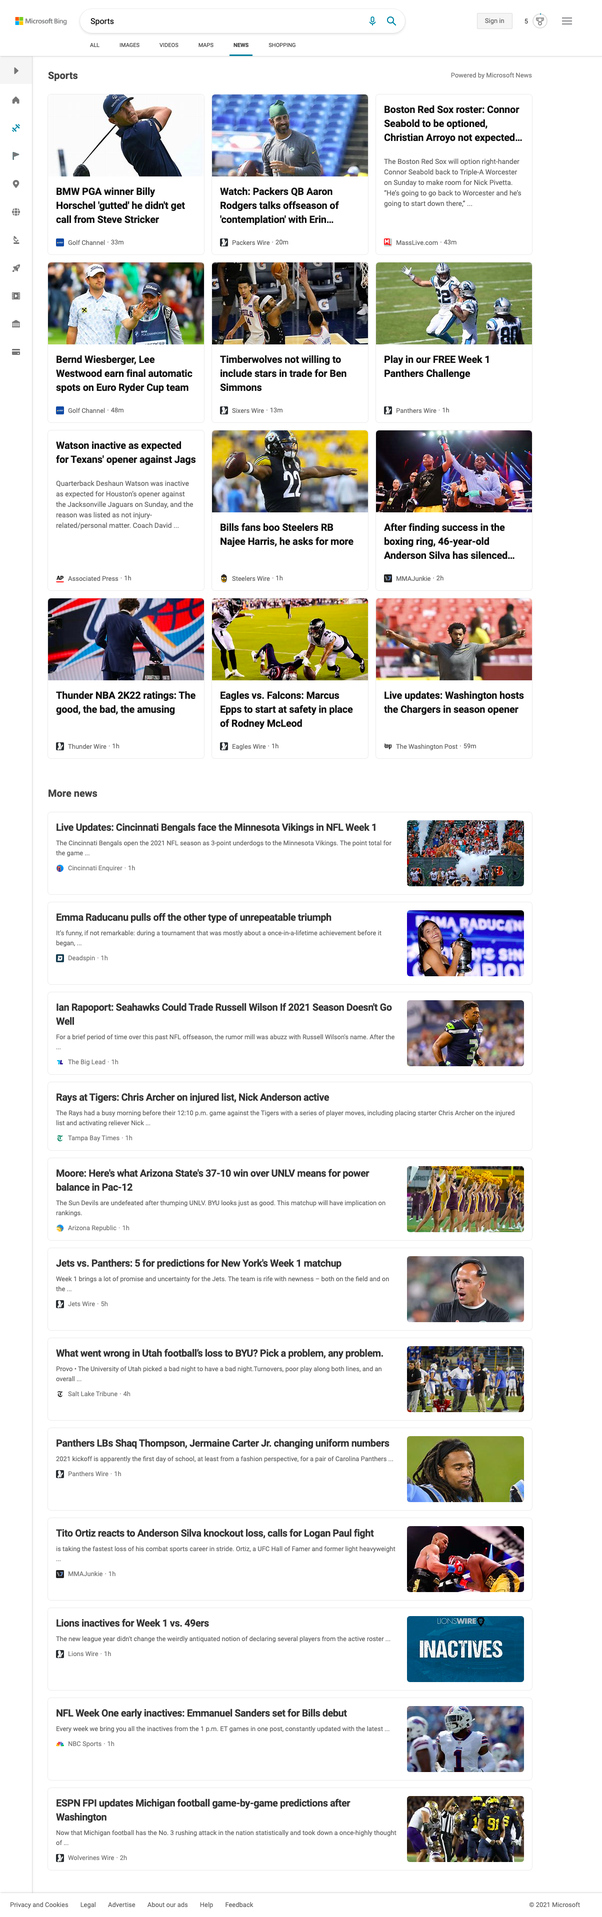 Microsoft Bing
Sports
Sign in
5
ALL
IMAGES
VIDEOS
MAPS
NEWS
SHOPPING
Sports
Powered by Microsoft News
BMW PGA winner Billy
Horschel 'gutted' he didn't get
call from Steve Stricker
Golf Channel · 33m
Watch: Packers QB Aaron
Rodgers talks offseason of
'contemplation' with Erin...
Packers Wire · 20m
Boston Red Sox roster: Connor
Seabold to be optioned,
Christian Arroyo not expected...
The Boston Red Sox will option right-hander
Connor Seabold back to Triple-A Worcester
on Sunday to make room for Nick Pivetta.
"He's going to go back to Worcester and he's
going to start down there," ...
MassLive.com · 43m
Bernd Wiesberger, Lee
Westwood earn final automatic
spots on Euro Ryder Cup team
Golf Channel · 48m
Timberwolves not willing to
include stars in trade for Ben
Simmons
Sixers Wire · 13m
Play in our FREE Week 1
Panthers Challenge
Panthers Wire · 1h
Watson inactive as expected
for Texans' opener against Jags
Quarterback Deshaun Watson was inactive
as expected for Houston's opener against
the Jacksonville Jaguars on Sunday, and the
reason was listed as not injury-
related/personal matter. Coach David ...
AP
Associated Press · 1h
22
Bills fans boo Steelers RB
Najee Harris, he asks for more
Steelers Wire · 1h
After finding success in the
boxing ring, 46-year-old
Anderson Silva has silenced...
MMAJunkie · 2h
Thunder NBA 2K22 ratings: The
good, the bad, the amusing
Thunder Wire · 1h
Eagles vs. Falcons: Marcus
Epps to start at safety in place
of Rodney McLeod
Eagles Wire · 1h
Live updates: Washington hosts
the Chargers in season opener
wp
The Washington Post · 59m
More news
Live Updates: Cincinnati Bengals face the Minnesota Vikings in NFL Week 1
The Cincinnati Bengals open the 2021 NFL season as 3-point underdogs to the Minnesota Vikings. The point total for
the game ...
Cincinnati Enquirer · 1h
Emma Raducanu pulls off the other type of unrepeatable triumph
It's funny, if not remarkable: during a tournament that was mostly about a once-in-a-lifetime achievement before it
began, ...
Deadspin · 1h
Ian Rapoport: Seahawks Could Trade Russell Wilson If 2021 Season Doesn't Go
Well
For a brief period of time over this past NFL offseason, the rumor mill was abuzz with Russell Wilson's name. After the
...
The Big Lead · 1h
Rays at Tigers: Chris Archer on injured list, Nick Anderson active
The Rays had a busy morning before their 12:10 p.m. game against the Tigers with a series of player moves, including placing starter Chris Archer on the injured
list and activating reliever Nick ...
Tampa Bay Times · 1h
Moore: Here's what Arizona State's 37-10 win over UNLV means for power
balance in Pac-12
The Sun Devils are undefeated after thumping UNLV. BYU looks just as good. This matchup will have implication on
rankings.
Arizona Republic · 1h
Jets vs. Panthers: 5 for predictions for New York's Week 1 matchup
Week 1 brings a lot of promise and uncertainty for the Jets. The team is rife with newness – both on the field and on
the ...
Jets Wire · 5h
What went wrong in Utah football's loss to BYU? Pick a problem, any problem.
Provo • The University of Utah picked a bad night to have a bad night.Turnovers, poor play along both lines, and an
overall ...
Salt Lake Tribune · 4h
Panthers LBs Shaq Thompson, Jermaine Carter Jr. changing uniform numbers
2021 kickoff is apparently the first day of school, at least from a fashion perspective, for a pair of Carolina Panthers ...
Panthers Wire · 1h
Tito Ortiz reacts to Anderson Silva knockout loss, calls for Logan Paul fight
is taking the fastest loss of his combat sports career in stride. Ortiz, a UFC Hall of Famer and former light heavyweight
...
MMAJunkie · 1h
Lions inactives for Week 1 vs. 49ers
The new league year didn't change the weirdly antiquated notion of declaring several players from the active roster ...
Lions Wire · 1h
LIONSWIRE
INACTIVES
NFL Week One early inactives: Emmanuel Sanders set for Bills debut
Every week we bring you all the inactives from the 1 p.m. ET games in one post, constantly updated with the latest ...
NBC Sports · 1h
1
ESPN FPI updates Michigan football game-by-game predictions after
Washington
Now that Michigan football has the No. 3 rushing attack in the nation statistically and took down a once-highly thought
of ...
Wolverines Wire · 2h
91
Privacy and Cookies
Legal
Advertise
About our ads
Help
Feedback
© 2021 Microsoft